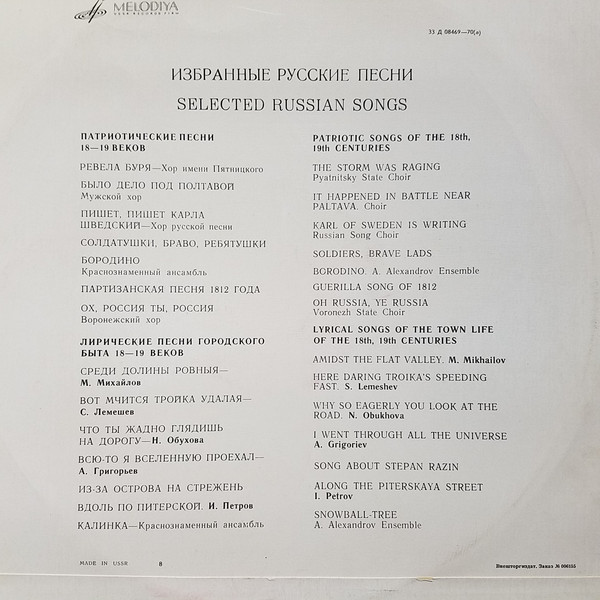 MELODIYA
USSR RECORDS FIRM
33 Д 08469—70(а)
ИЗБРАННЫЕ РУССКИЕ ПЕСНИ
SELECTED RUSSIAN SONGS
ПАТРИОТИЧЕСКИЕ ПЕСНИ
18—19 ВЕКОВ
РЕВЕЛА БУРЯ—Хор имени Пятницкого
БЫЛО ДЕЛО ПОД ПОЛТАВОЙ
Мужской хор
ПИШЕТ, ПИШЕТ КАРЛА
ШВЕДСКИЙ—Хор русской песни
СОЛДАТУШКИ, БРАВО, РЕБЯТУШКИ
БОРОДИНО
Краснознаменный ансамбль
ПАРТИЗАНСКАЯ ПЕСНЯ 1812 ГОДА
ОХ, РОССИЯ ТЫ, РОССИЯ
Воронежский хор
ЛИРИЧЕСКИЕ ПЕСНИ ГОРОДСКОГО
БЫТА 18—19 ВЕКОВ
СРЕДИ ДОЛИНЫ РОВНЫЯ—
М. Михайлов
ВОТ МЧИТСЯ ТРОЙКА УДАЛАЯ—
С. Лемешев
ЧТО ТЫ ЖАДНО ГЛЯДИШЬ
НА ДОРОГУ—Н. Обухова
ВСЮ-ТО Я ВСЕЛЕННУЮ ПРОЕХАЛ—
А. Григорьев
ИЗ-ЗА ОСТРОВА НА СТРЕЖЕНЬ
ВДОЛЬ ПО ПИТЕРСКОЙ. И. Петров
КАЛИНКА—Краснознаменный ансамбль
PATRIOTIC SONGS OF THE 18th,
19th CENTURIES
THE STORM WAS RAGING
Pyatnitsky State Choir
IT HAPPENED IN BATTLE NEAR
PALTAVA. Choir
KARL OF SWEDEN IS WRITING
Russian Song Choir
SOLDIERS, BRAVE LADS
BORODINO. A. Alexandrov Ensemble
GUERILLA SONG OF 1812
OH RUSSIA, YE RUSSIA
Voronezh State Choir
LYRICAL SONGS OF THE TOWN LIFE
OF THE 18th, 19th CENTURIES
AMIDST THE FLAT VALLEY. M. Mikhailov
HERE DARING TROIKA'S SPEEDING
FAST. S. Lemeshev
WHY SO EAGERLY YOU LOOK AT THE
ROAD. N. Obukhova
I WENT THROUGH ALL THE UNIVERSE
A. Grigoriev
SONG ABOUT STEPAN RAZIN
ALONG THE PITERSKAYA STREET
I. Petrov
SNOWBALL-TREE
A. Alexandrov Ensemble
MADE IN USSR
8
Внешторгиздат. Заказ № 006155